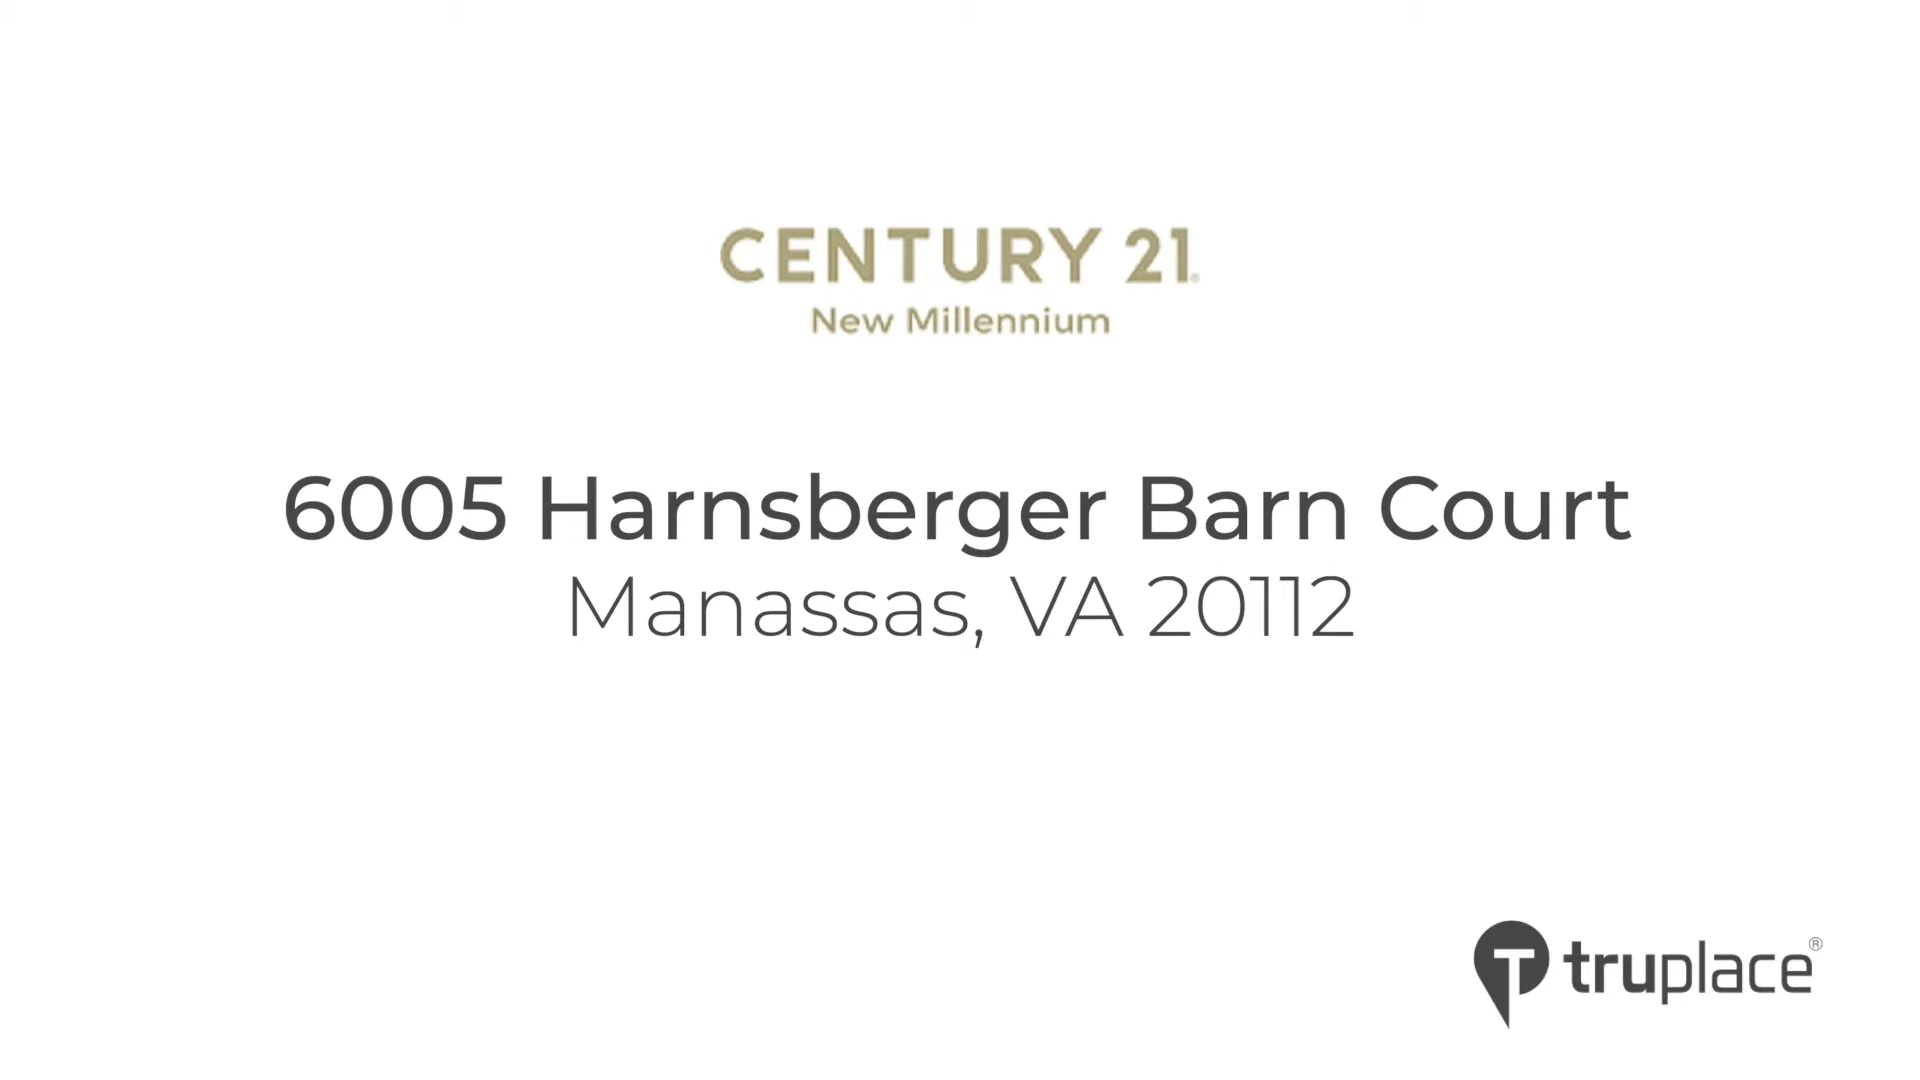 CENTURY 21®
New Millennium
6005 Harnsberger Barn Court
Manassas, VA 20112
truplace®